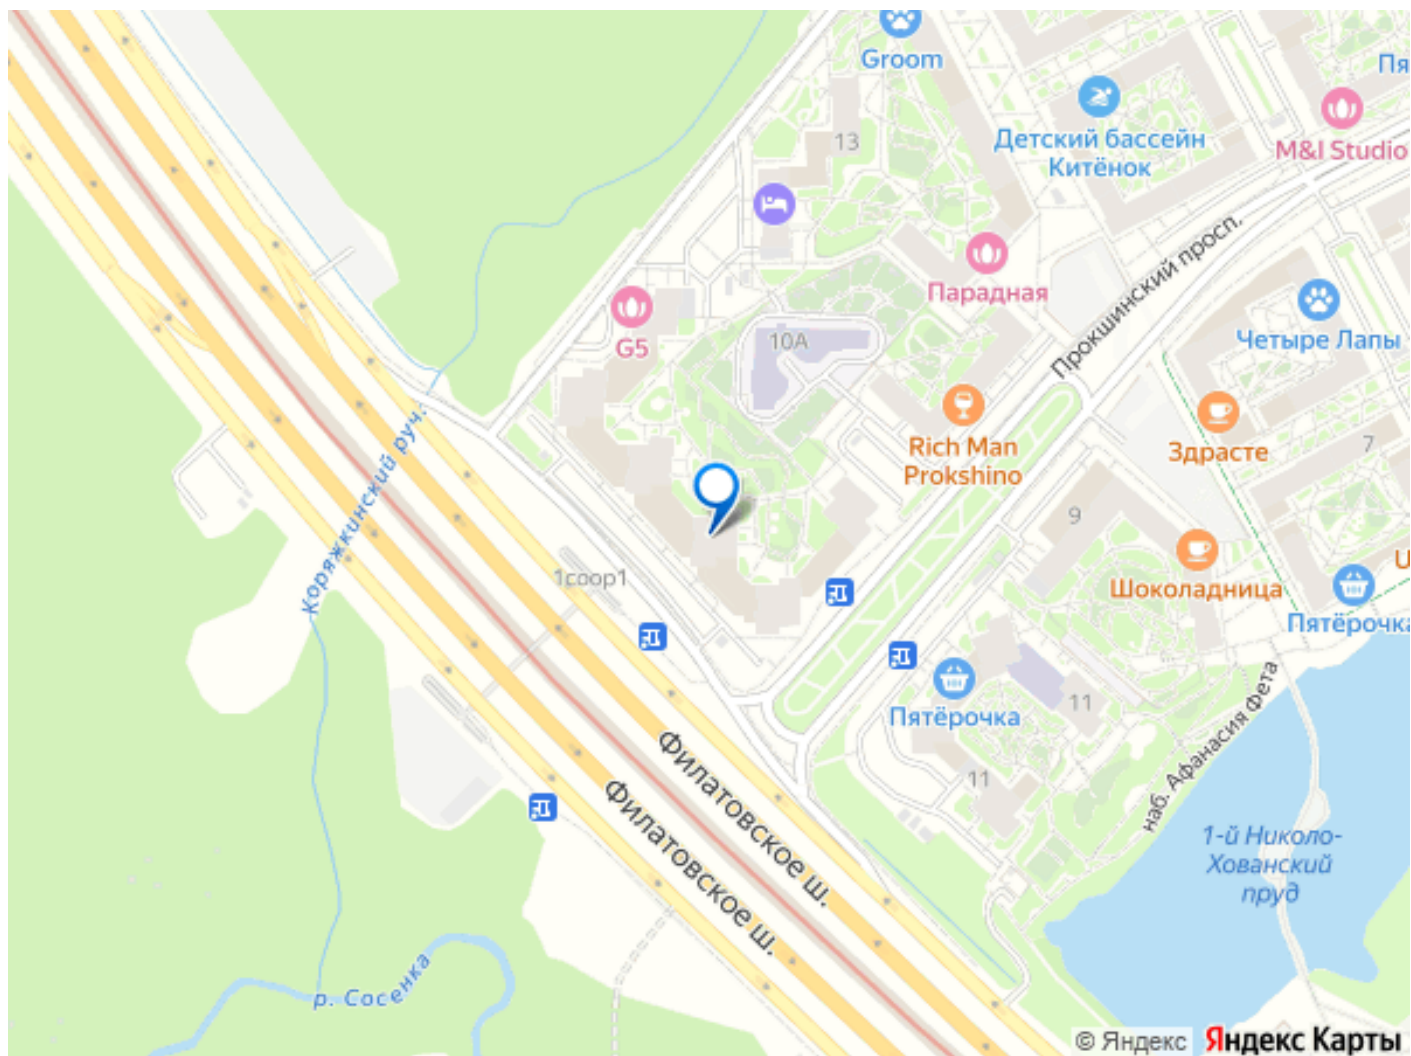 Groom
Пя
Детский бассейн
Китёнок
M&I Studio
13
Прокшинский просп.
Парадная
G5
10А
Четыре Лапы
Rich Man
Prokshino
Здрасте
7
Коряжкинский руч.
9
1соор1
Шоколадница
U
Пятёрочка
Пятёрочка
11
11
наб. Афанасия Фета
Филатовское ш.
Филатовское ш.
1-й Николо-
Хованский
пруд
р. Сосенка
© Яндекс Яндекс Карты